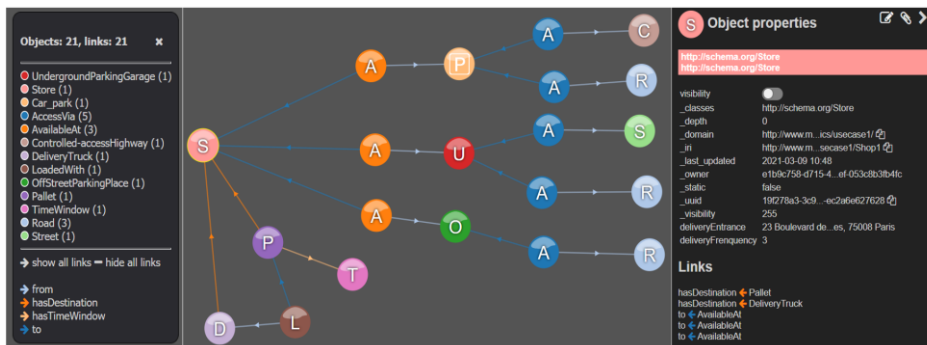 Objects: 21, links: 21 ×
UndergroundParkingGarage (1)
Store (1)
Car_park (1)
AccessVia (5)
AvailableAt (3)
Controlled-accessHighway (1)
DeliveryTruck (1)
LoadedWith (1)
OffStreetParkingPlace (1)
Pallet (1)
TimeWindow (1)
Road (3)
Street (1)
show all links hide all links
from
hasDestination
hasTimeWindow
to
A C
A P
A R
S
A U A S
A R
A O
A R
P
T
D L
S Object properties
http://schema.org/Store
http://schema.org/Store
visibility
_classes http://schema.org/Store
_depth 0
_domain http://www.m...ics/usecase1/
_iri http://www.m...secase1/Shop1
_last_updated 2021-03-09 10:48
_owner e1b9c758-d715-4...ef-053c8b3fb4fc
_static false
_uuid 19f278a3-3c9...-ec2a6e627628
_visibility 255
deliveryEntrance 23 Boulevard de...es, 75008 Paris
deliveryFrenquency 3
Links
hasDestination Pallet
hasDestination DeliveryTruck
to AvailableAt
to AvailableAt
to AvailableAt